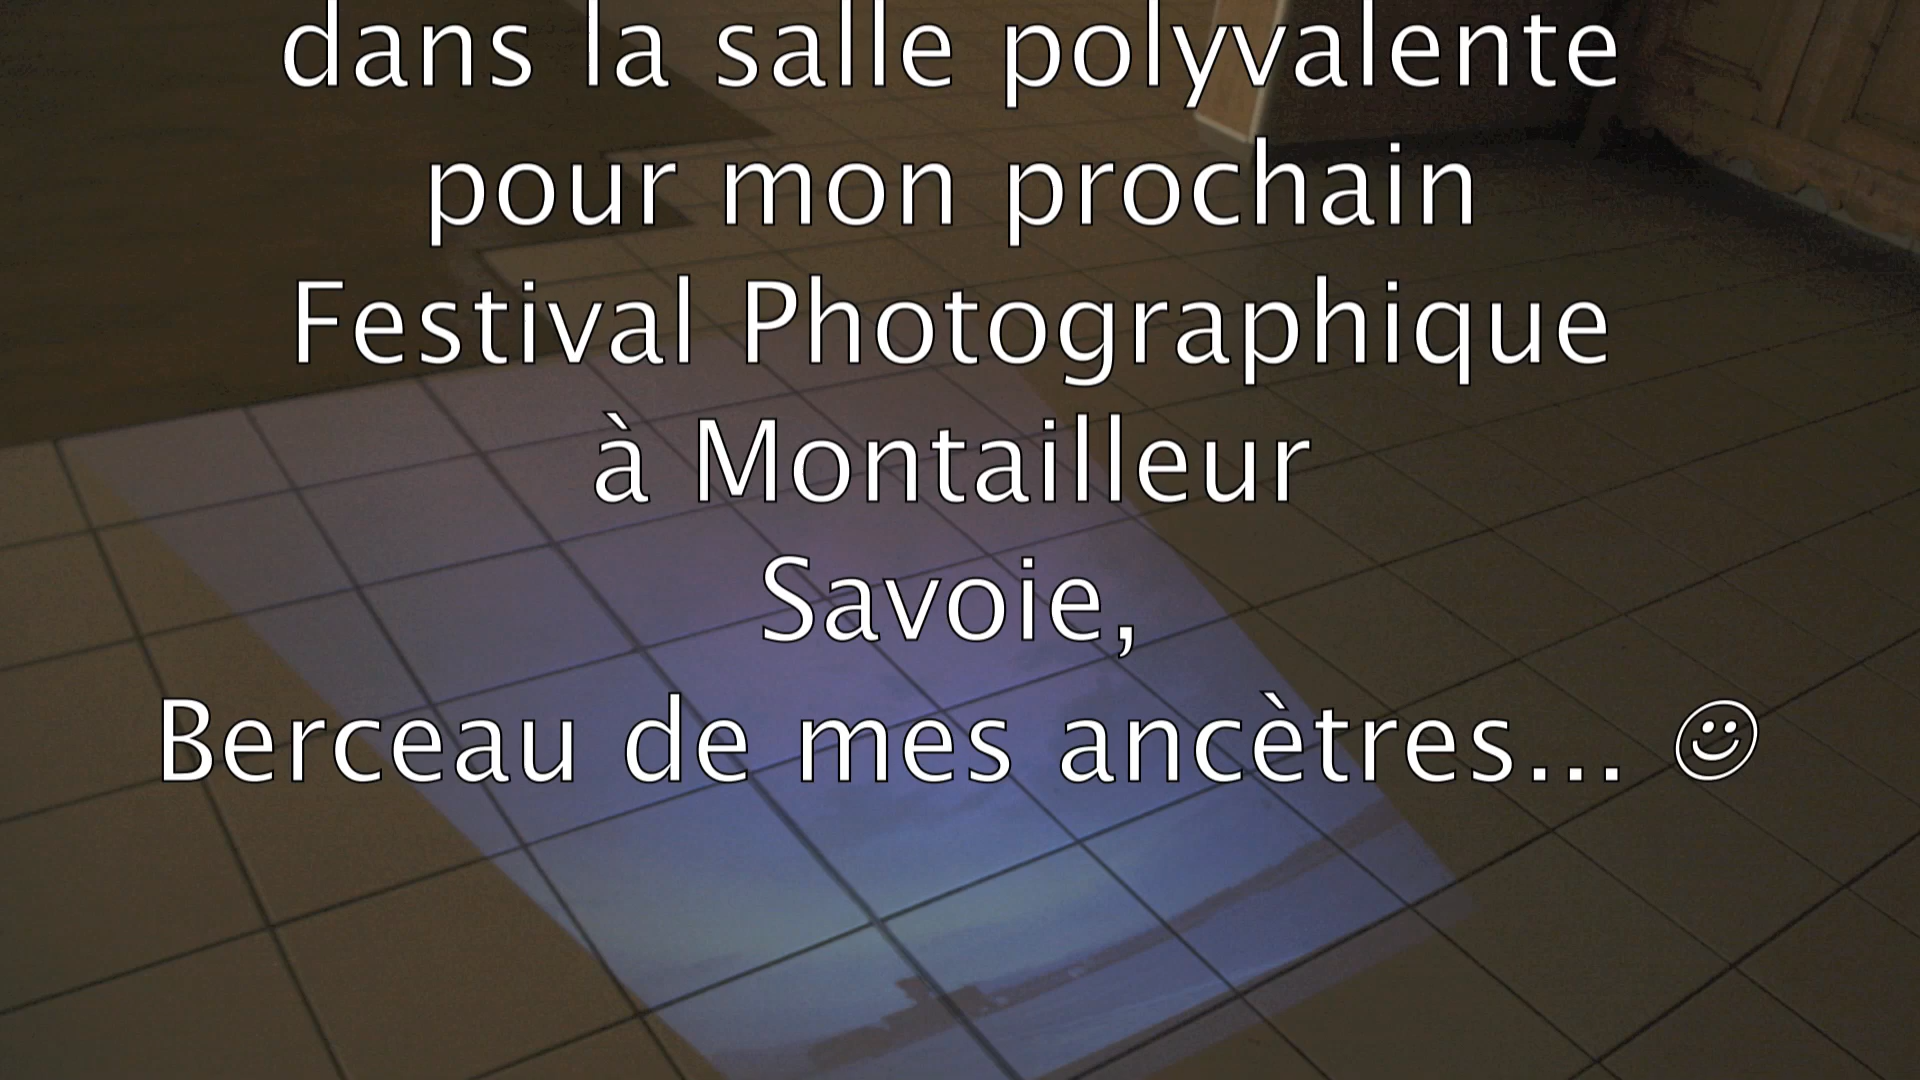 dans la salle polyvalente
pour mon prochain
Festival Photographique
à Montailleur
Savoie,
Berceau de mes ancètres... ☺